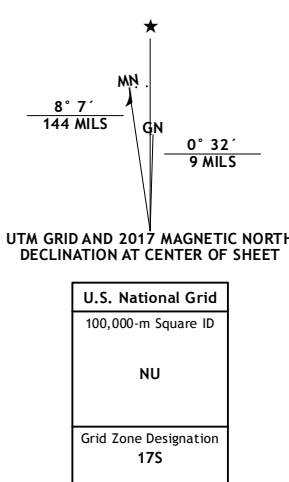 ★
MN
8° 7´
144 MILS
GN
0° 32´
9 MILS
UTM GRID AND 2017 MAGNETIC NORTH
DECLINATION AT CENTER OF SHEET
U.S. National Grid
100,000-m Square ID
NU
Grid Zone Designation
17S